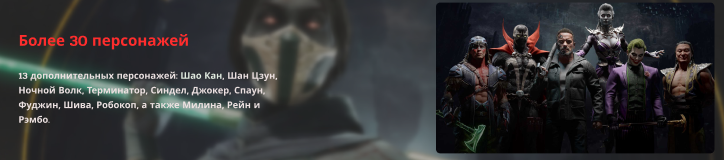 Более 30 персонажей
13 дополнительных персонажей: Шао Кан, Шан Цзун,
Ночной Волк, Терминатор, Синдел, Джокер, Спаун,
Фуджин, Шива, Робокоп, а также Милина, Рейн и
Рэмбо.